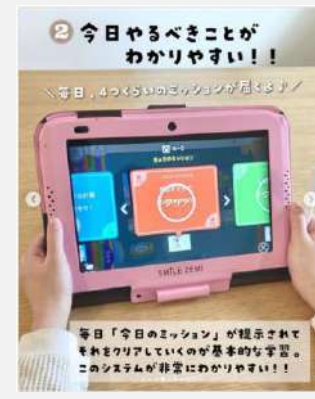 2 今日やるべきことが
わかりやすい！！
＼毎日、4つくらいのミッションが届くよ♪／
SMILE ZEMI
毎日「今日のミッション」が提示されて
それをクリアしていくのが基本的な学習。
このシステムが非常にわかりやすい！！